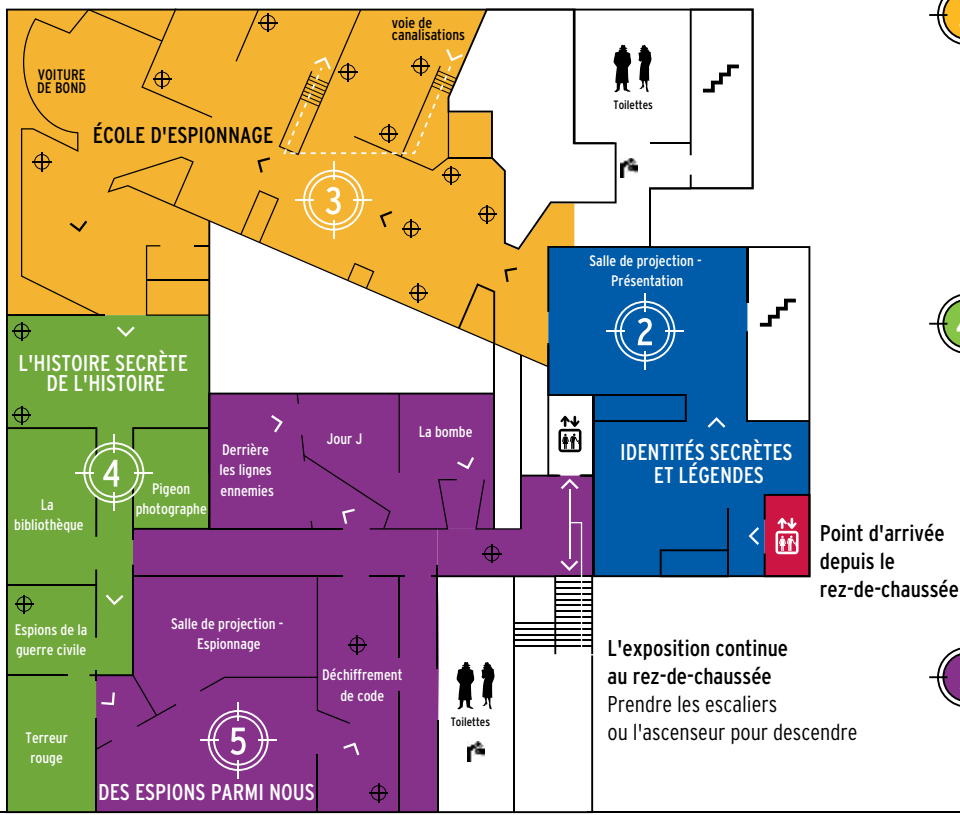 voie de
canalisations
VOITURE
DE BOND
Toilettes
ÉCOLE D'ESPIONNAGE
3
Salle de projection -
Présentation
2
L'HISTOIRE SECRÈTE
DE L'HISTOIRE
4
La
bibliothèque
Pigeon
photographe
Derrière
les lignes
ennemies
Jour J
La bombe
IDENTITÉS SECRÈTES
ET LÉGENDES
Point d'arrivée
depuis le
rez-de-chaussée
Espions de la
guerre civile
Terreur
rouge
Salle de projection -
Espionnage
Déchiffrement
de code
5
DES ESPIONS PARMI NOUS
Toilettes
L'exposition continue
au rez-de-chaussée
Prendre les escaliers
ou l'ascenseur pour descendre